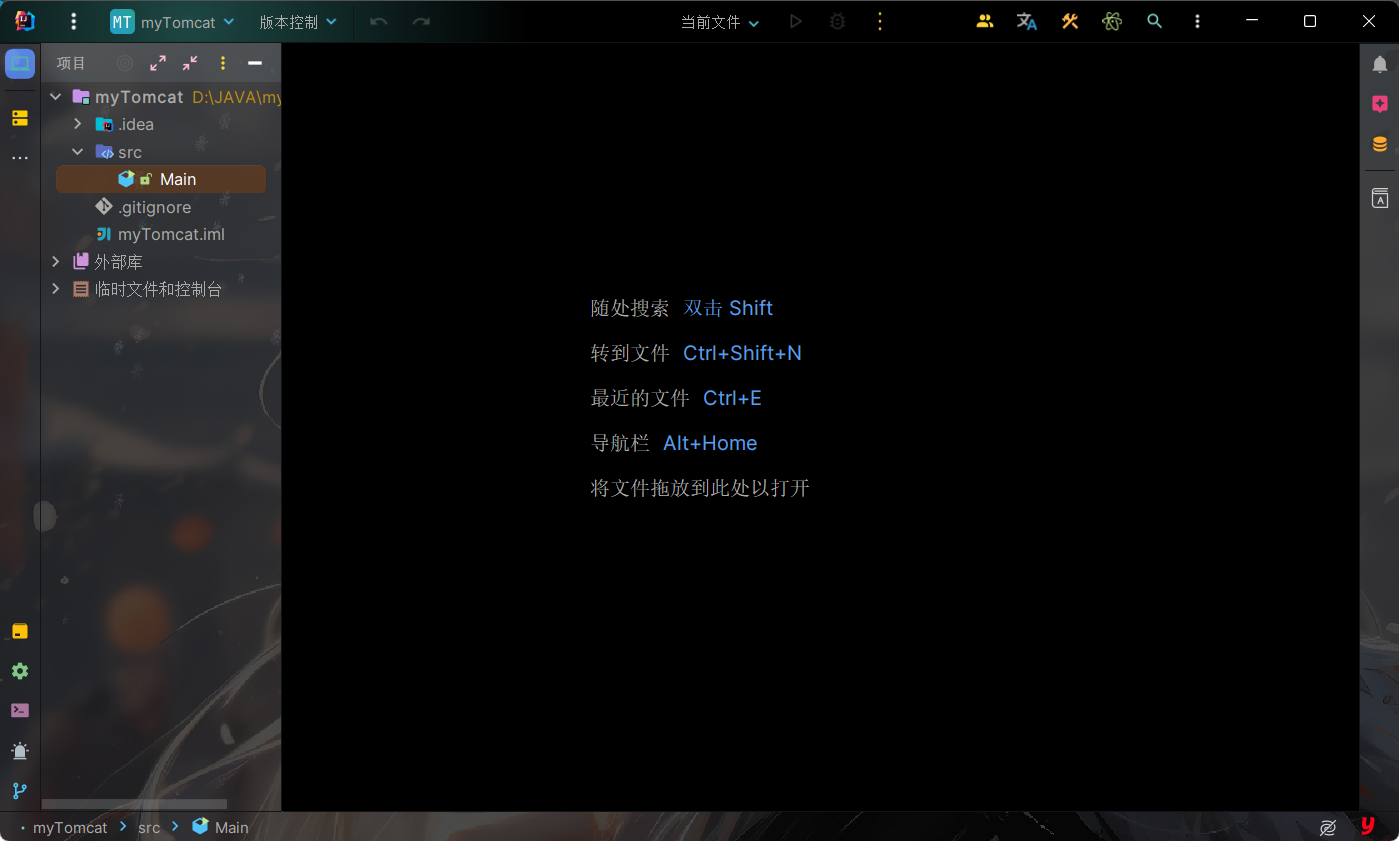 MT myTomcat 版本控制 当前文件
项目
myTomcat D:\JAVA\my
.idea
src
Main
.gitignore
myTomcat.iml
外部库
临时文件和控制台
随处搜索 双击 Shift
转到文件 Ctrl+Shift+N
最近的文件 Ctrl+E
导航栏 Alt+Home
将文件拖放到此处以打开
myTomcat src Main